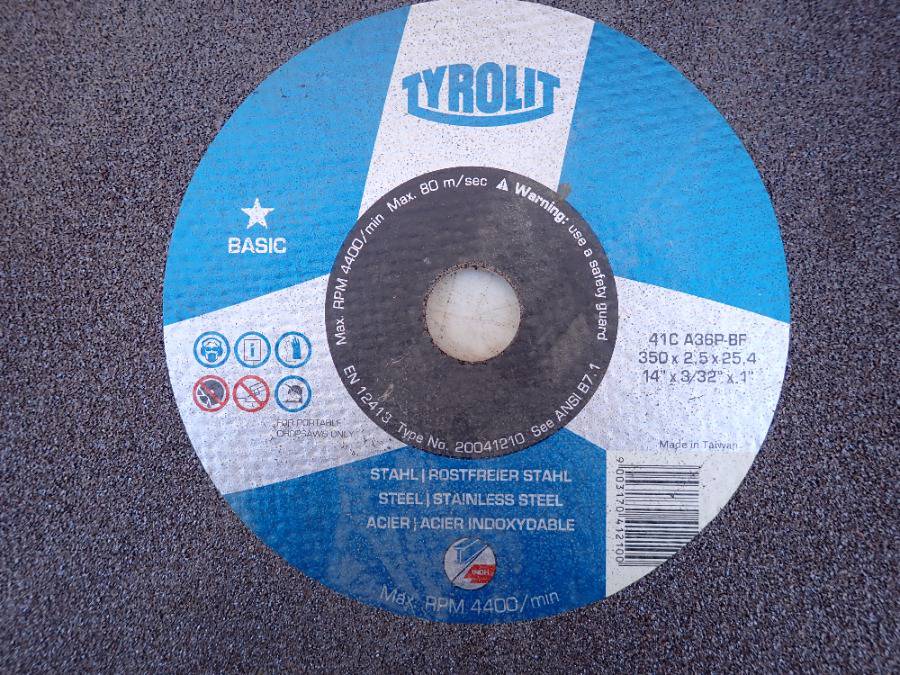 TYROLIT
BASIC
Max. RPM 4400/min Max. 80 m/sec Warning: use a safety guard
EN 12413 Type No. 20041210 See ANSI B7.1
41C A36P-BF
350 x 2.5 x 25.4
14" x 3/32" x 1"
FOR PORTABLE
CHOPSAWS ONLY
Made in Taiwan
STAHL | ROSTFREIER STAHL
STEEL | STAINLESS STEEL
ACIER | ACIER INOXYDABLE
INOX
Max. RPM 4400/min
9003170412100